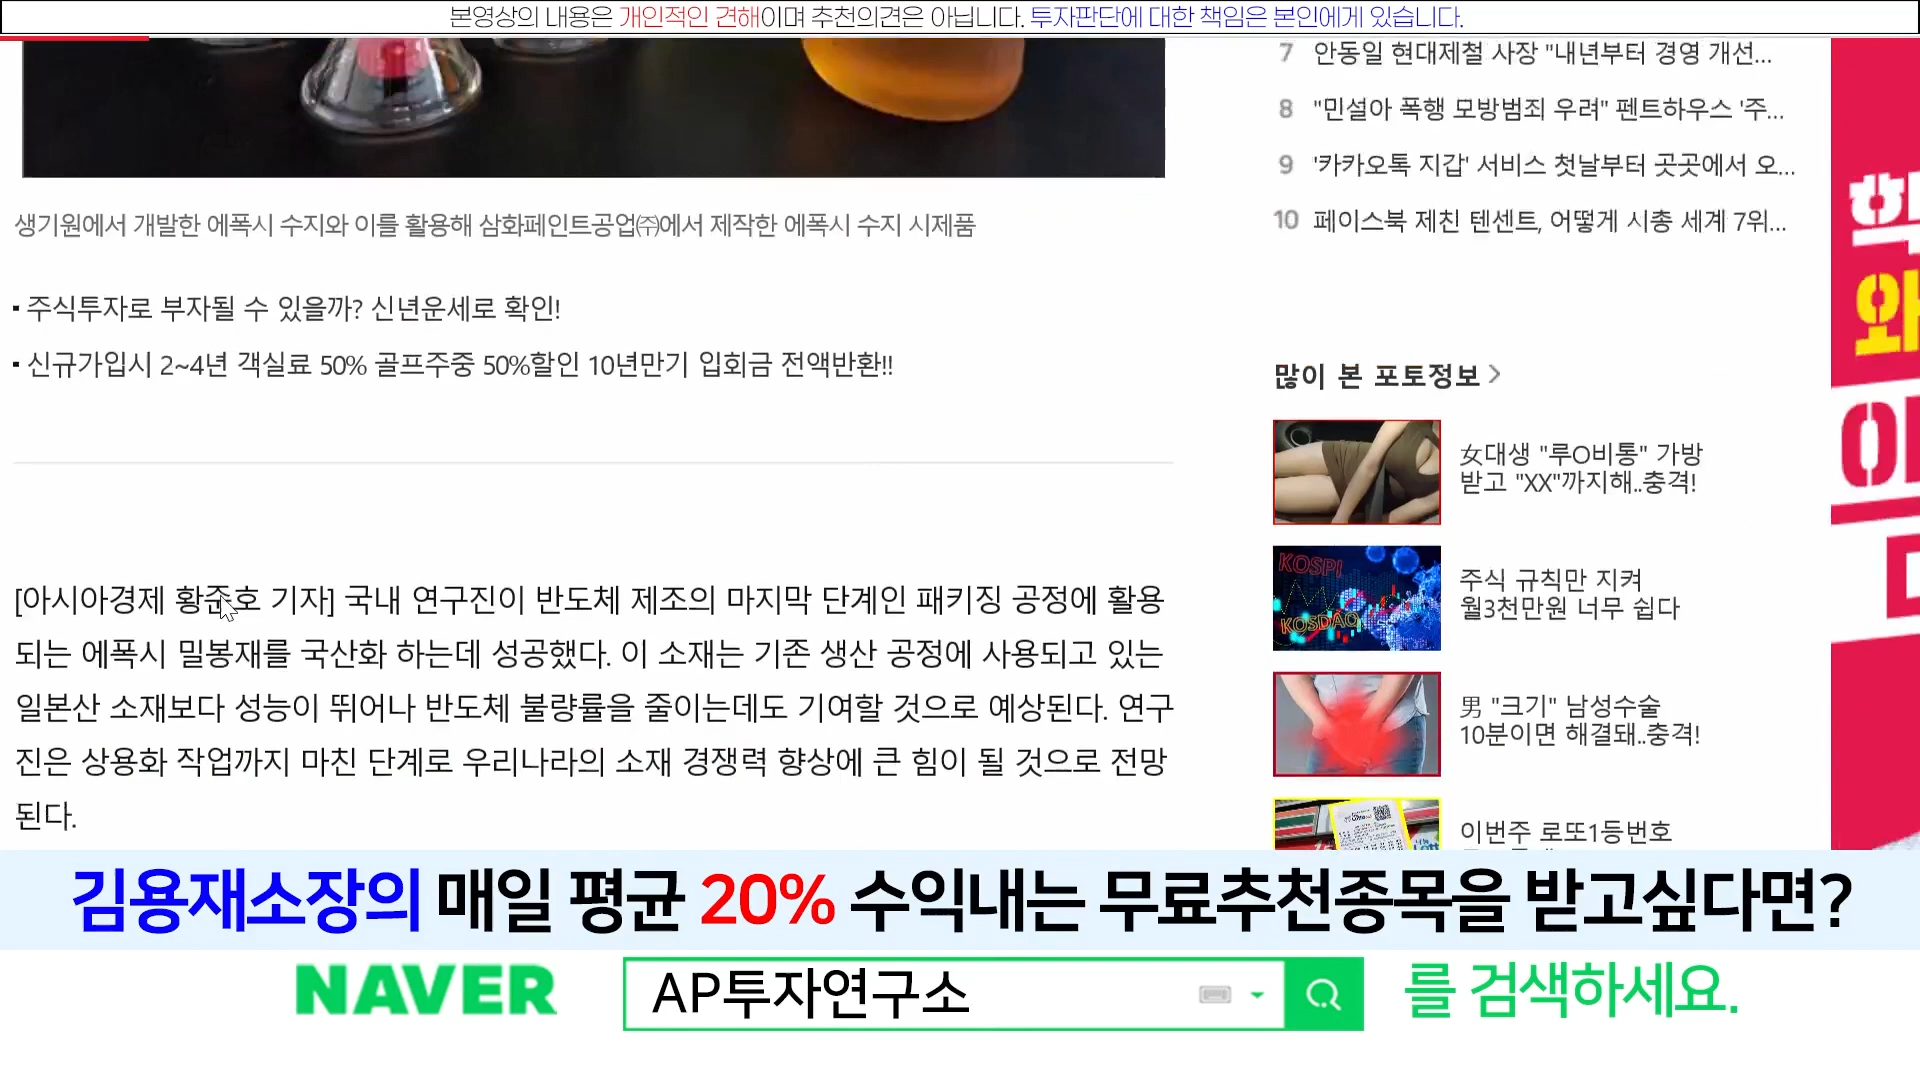 본영상의 내용은 개인적인 견해이며 추천의견은 아닙니다. 투자판단에 대한 책임은 본인에게 있습니다.
7 안동일 현대제철 사장 "내년부터 경영 개선...
8 "민설아 폭행 모방범죄 우려" 펜트하우스 '주...
9 '카카오톡 지갑' 서비스 첫날부터 곳곳에서 오...
10 페이스북 제친 텐센트, 어떻게 시총 세계 7위...
생기원에서 개발한 에폭시 수지와 이를 활용해 삼화페인트공업㈜에서 제작한 에폭시 수지 시제품
▪ 주식투자로 부자될 수 있을까? 신년운세로 확인!
▪ 신규가입시 2~4년 객실료 50% 골프주중 50%할인 10년만기 입회금 전액반환!!
[아시아경제 황준호 기자] 국내 연구진이 반도체 제조의 마지막 단계인 패키징 공정에 활용
되는 에폭시 밀봉재를 국산화 하는데 성공했다. 이 소재는 기존 생산 공정에 사용되고 있는
일본산 소재보다 성능이 뛰어나 반도체 불량률을 줄이는데도 기여할 것으로 예상된다. 연구
진은 상용화 작업까지 마친 단계로 우리나라의 소재 경쟁력 향상에 큰 힘이 될 것으로 전망
된다.
많이 본 포토정보 >
女대생 "루O비통" 가방
받고 "XX"까지해..충격!
KOSPI
KOSDAQ
주식 규칙만 지켜
월3천만원 너무 쉽다
男 "크기" 남성수술
10분이면 해결돼..충격!
이번주 로또1등번호
와
김용재소장의 매일 평균 20% 수익내는 무료추천종목을 받고싶다면?
NAVER AP투자연구소 를 검색하세요.